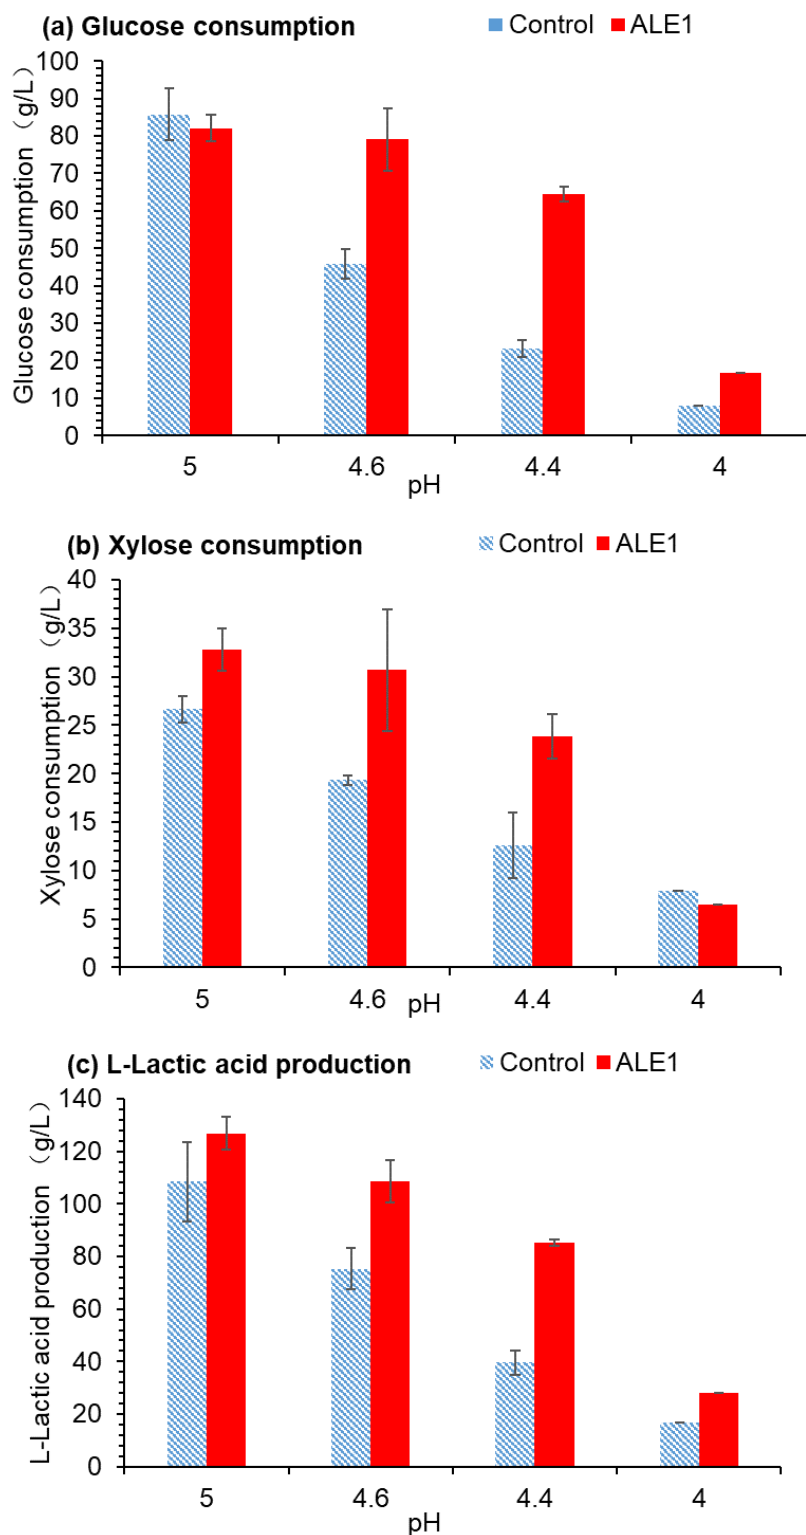 (a) Glucose consumption
Control ALE1
Glucose consumption（g/L）
100
90
80
70
60
50
40
30
20
10
0
5 4.6 4.4 4
pH
(b) Xylose consumption
Control ALE1
Xylose consumption（g/L）
40
35
30
25
20
15
10
5
0
5 4.6 4.4 4
pH
(c) L-Lactic acid production
Control ALE1
L-Lactic acid production（g/L）
140
120
100
80
60
40
20
0
5 4.6 4.4 4
pH